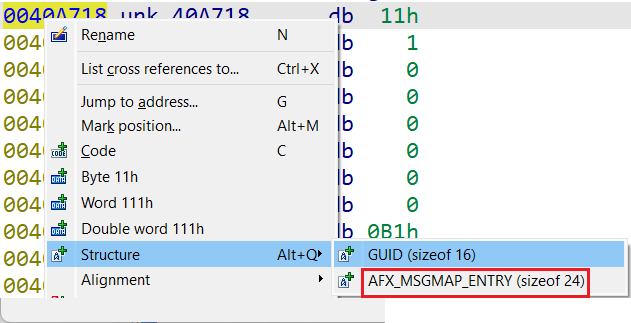 0040A718 unk_40A718 db 11h
0040 Rename N db 1
0040 db 0
0040 List cross references to... Ctrl+X db 0
0040 Jump to address... G db 0
0040 Mark position... Alt+M db 0
0040 Code C db 0
0040 Byte 11h db 0
0040 Word 111h db 0
0040 Double word 111h db 0B1h
Structure Alt+Q GUID (sizeof 16)
Alignment AFX_MSGMAP_ENTRY (sizeof 24)